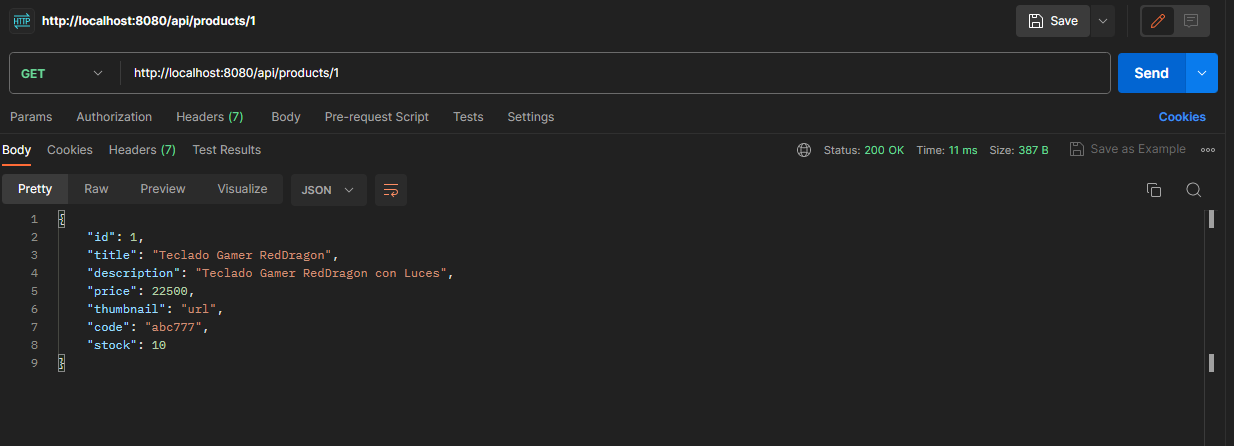 HTTP http://localhost:8080/api/products/1 Save
GET http://localhost:8080/api/products/1 Send
Params Authorization Headers (7) Body Pre-request Script Tests Settings Cookies
Body Cookies Headers (7) Test Results Status: 200 OK Time: 11 ms Size: 387 B Save as Example
Pretty Raw Preview Visualize JSON
1 {
2 "id": 1,
3 "title": "Teclado Gamer RedDragon",
4 "description": "Teclado Gamer RedDragon con Luces",
5 "price": 22500,
6 "thumbnail": "url",
7 "code": "abc777",
8 "stock": 10
9 }